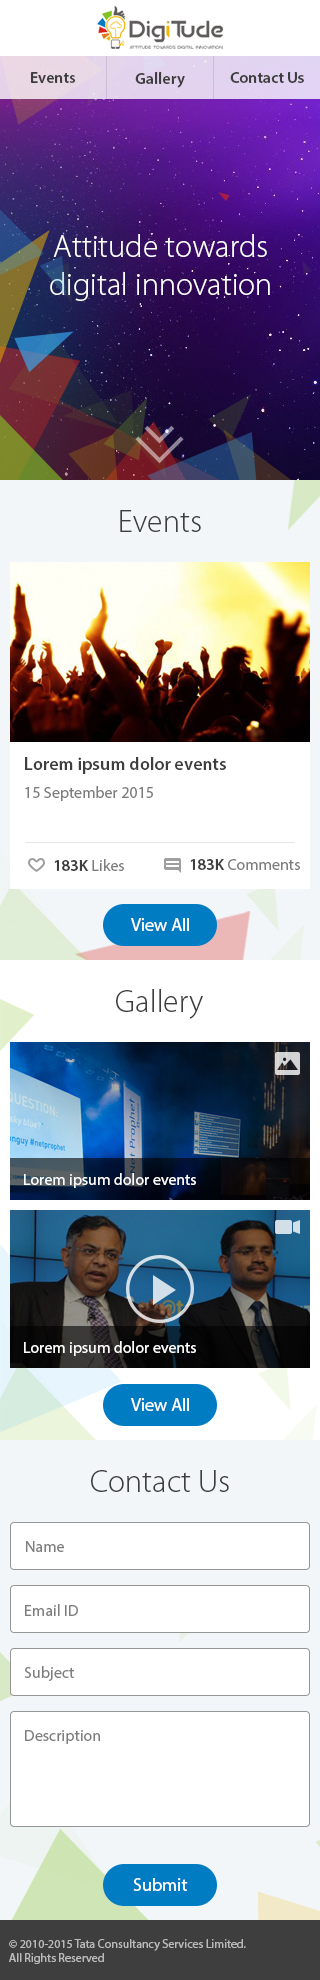 DigiTude
ATTITUDE TOWARDS DIGITAL INNOVATION
Events Gallery Contact Us
Attitude towards
digital innovation
Events
Lorem ipsum dolor events
15 September 2015
183K Likes 183K Comments
View All
Gallery
QUESTION:
#netprophet
Net Prophet
Lorem ipsum dolor events
Lorem ipsum dolor events
View All
Contact Us
Name
Email ID
Subject
Description
Submit
© 2010-2015 Tata Consultancy Services Limited.
All Rights Reserved